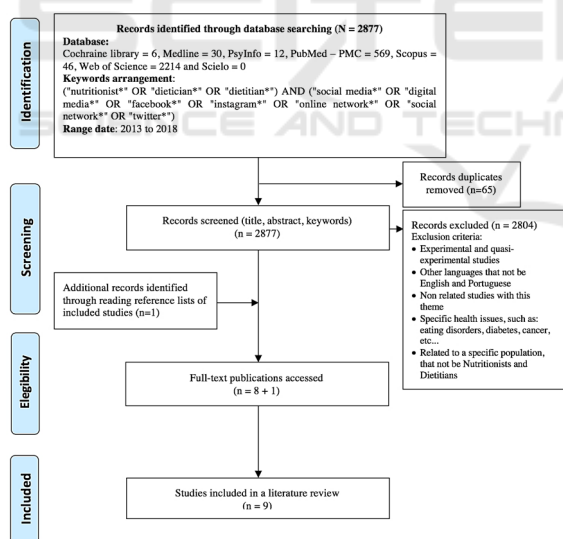 Records identified through database searching (N = 2877)
Database:
Cochraine library = 6, Medline = 30, PsyInfo = 12, PubMed – PMC = 569, Scopus =
46, Web of Science = 2214 and Scielo = 0
Keywords arrangement:
("nutritionist*" OR "dietician*" OR "dietitian*") AND ("social media*" OR "digital
media*" OR "facebook*" OR "instagram*" OR "online network*" OR "social
network*" OR "twitter*")
Range date: 2013 to 2018
Identification
Records duplicates
removed (n=65)
Screening
Records screened (title, abstract, keywords)
(n = 2877)
Records excluded (n = 2804)
Exclusion criteria:
• Experimental and quasi-
experimental studies
• Other languages that not be
English and Portuguese
• Non related studies with this
theme
• Specific health issues, such as:
eating disorders, diabetes, cancer,
etc...
• Related to a specific population,
that not be Nutritionists and
Dietitians
Additional records identified
through reading reference lists of
included studies (n=1)
Elegibility
Full-text publications accessed
(n = 8 + 1)
Included
Studies included in a literature review
(n = 9)